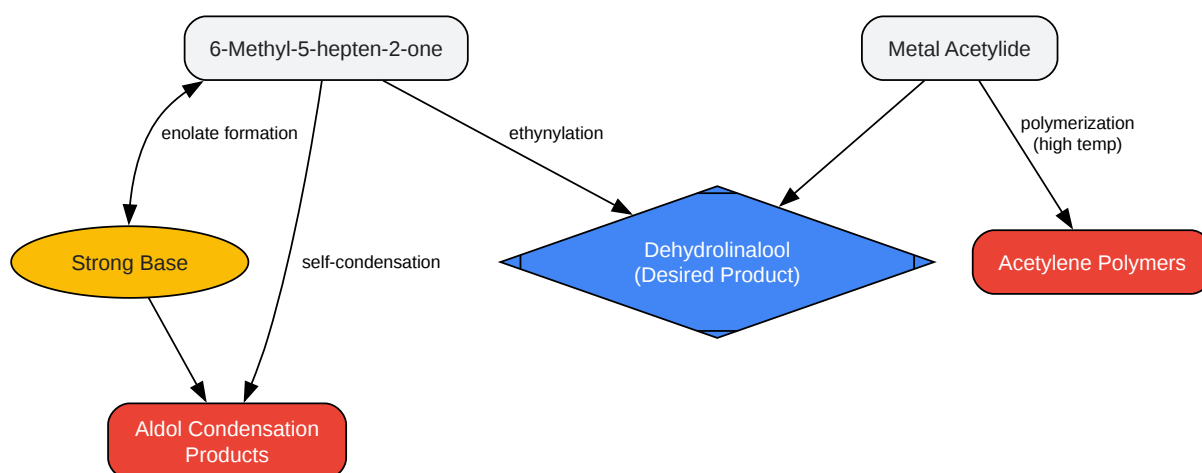 6-Methyl-5-hepten-2-one
Metal Acetylide
enolate formation
ethynylation
polymerization
(high temp)
Strong Base
self-condensation
Dehydrolinalool
(Desired Product)
Acetylene Polymers
Aldol Condensation
Products